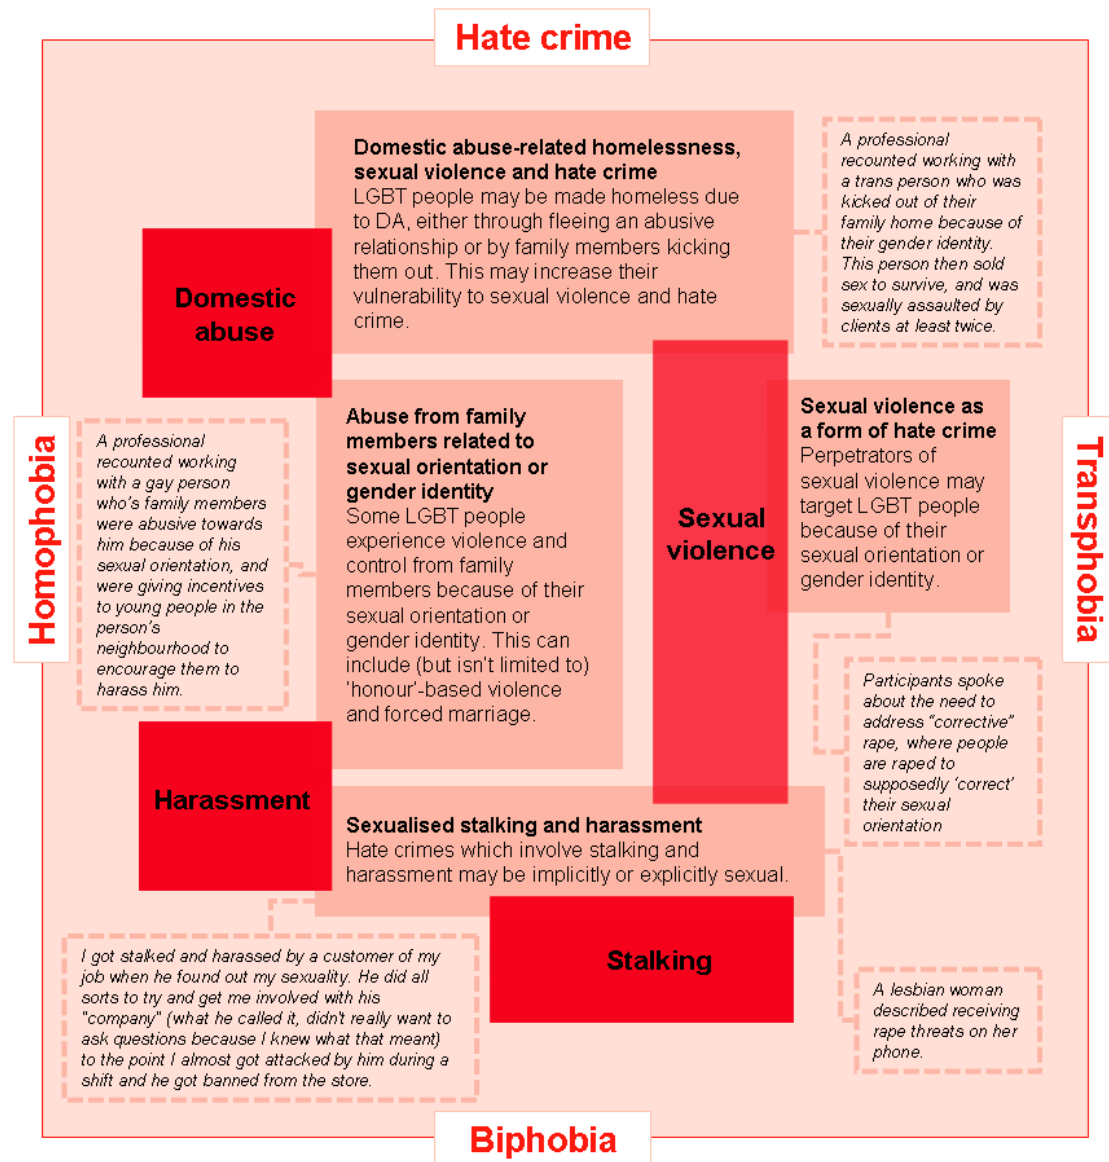 Hate crime
Domestic abuse-related homelessness,
sexual violence and hate crime
LGBT people may be made homeless due
to DA, either through fleeing an abusive
relationship or by family members kicking
them out. This may increase their
vulnerability to sexual violence and hate
crime.
A professional
recounted working with
a trans person who was
kicked out of their
family home because of
their gender identity.
This person then sold
sex to survive, and was
sexually assaulted by
clients at least twice.
Domestic
abuse
Homophobia
A professional
recounted working
with a gay person
who's family members
were abusive towards
him because of his
sexual orientation, and
were giving incentives
to young people in the
person's
neighbourhood to
encourage them to
harass him.
Abuse from family
members related to
sexual orientation or
gender identity
Some LGBT people
experience violence and
control from family
members because of their
sexual orientation or
gender identity. This can
include (but isn't limited to)
'honour'-based violence
and forced marriage.
Sexual
violence
Sexual violence as
a form of hate crime
Perpetrators of
sexual violence may
target LGBT people
because of their
sexual orientation or
gender identity.
Transphobia
Participants spoke
about the need to
address "corrective"
rape, where people
are raped to
supposedly 'correct'
their sexual
orientation
Harassment
Sexualised stalking and harassment
Hate crimes which involve stalking and
harassment may be implicitly or explicitly sexual.
Stalking
I got stalked and harassed by a customer of my
job when he found out my sexuality. He did all
sorts to try and get me involved with his
"company" (what he called it, didn't really want to
ask questions because I knew what that meant)
to the point I almost got attacked by him during a
shift and he got banned from the store.
A lesbian woman
described receiving
rape threats on her
phone.
Biphobia